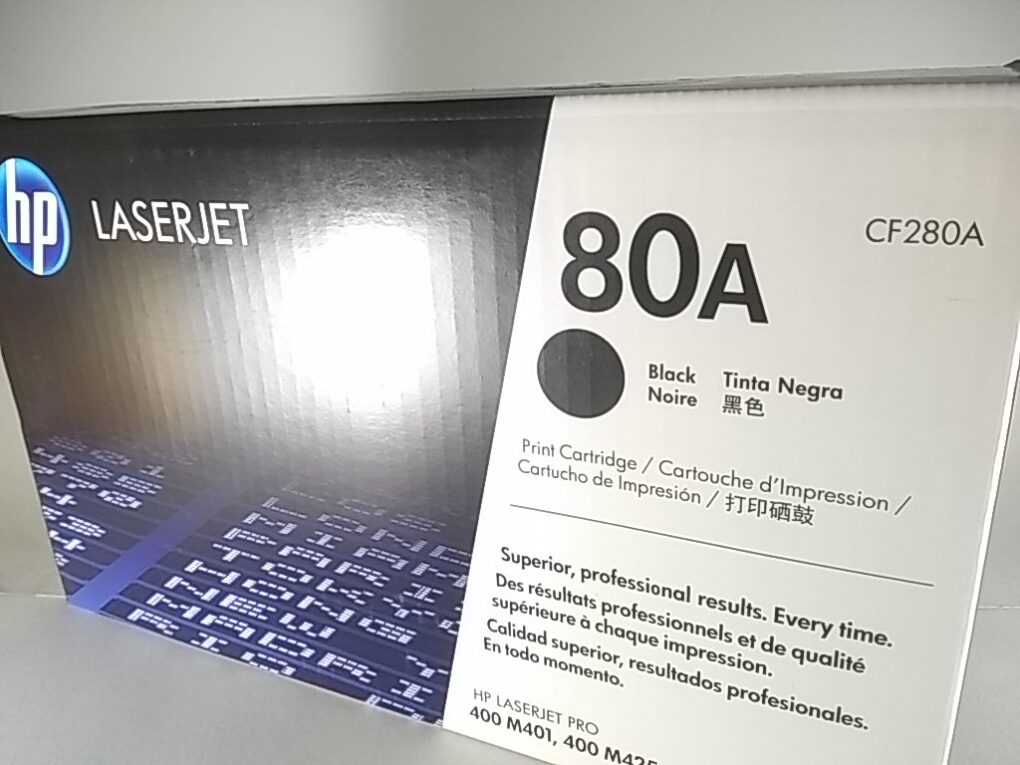 hp
LASERJET
80A
CF280A
Black
Noire
Tinta Negra
黑色
Print Cartridge / Cartouche d'Impression /
Cartucho de Impresión / 打印硒鼓
Superior, professional results. Every time.
Des résultats professionnels et de qualité
supérieure à chaque impression.
Calidad superior, resultados profesionales.
En todo momento.
HP LASERJET PRO
400 M401, 400 M425